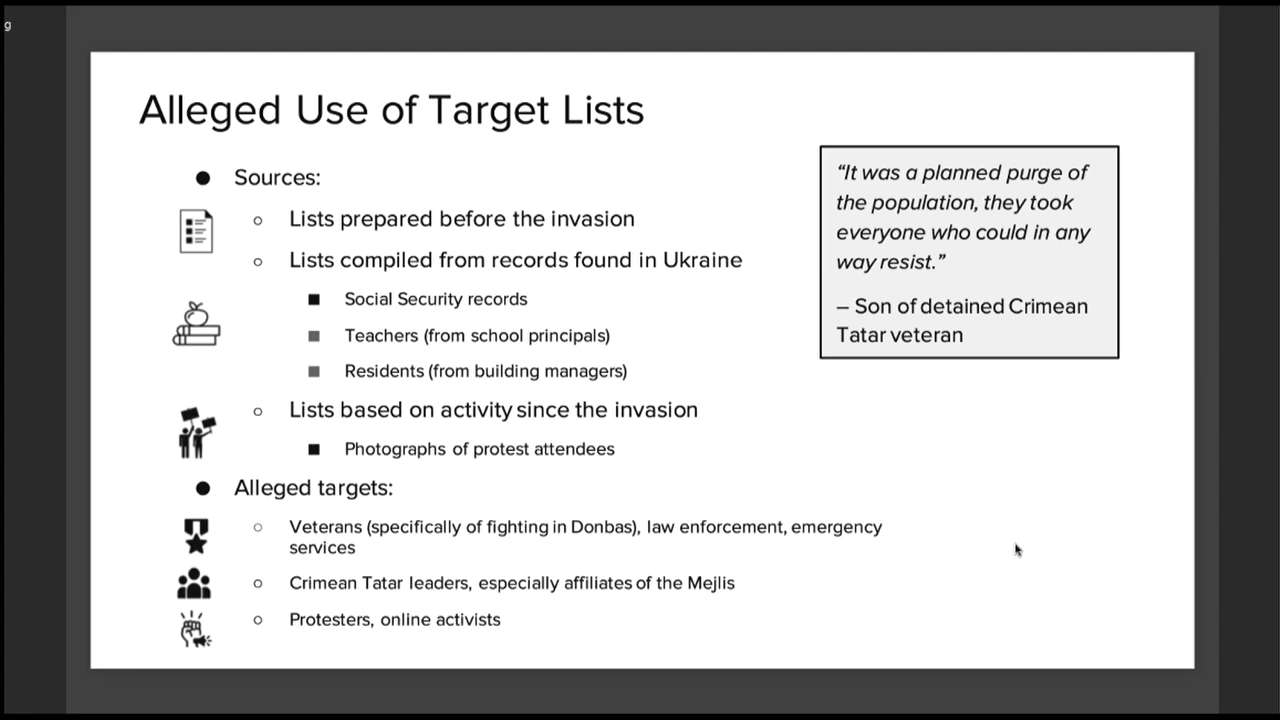 g
Alleged Use of Target Lists
Sources:
Lists prepared before the invasion
Lists compiled from records found in Ukraine
Social Security records
Teachers (from school principals)
Residents (from building managers)
Lists based on activity since the invasion
Photographs of protest attendees
Alleged targets:
Veterans (specifically of fighting in Donbas), law enforcement, emergency
services
Crimean Tatar leaders, especially affiliates of the Mejlis
Protesters, online activists
“It was a planned purge of
the population, they took
everyone who could in any
way resist.”
– Son of detained Crimean
Tatar veteran